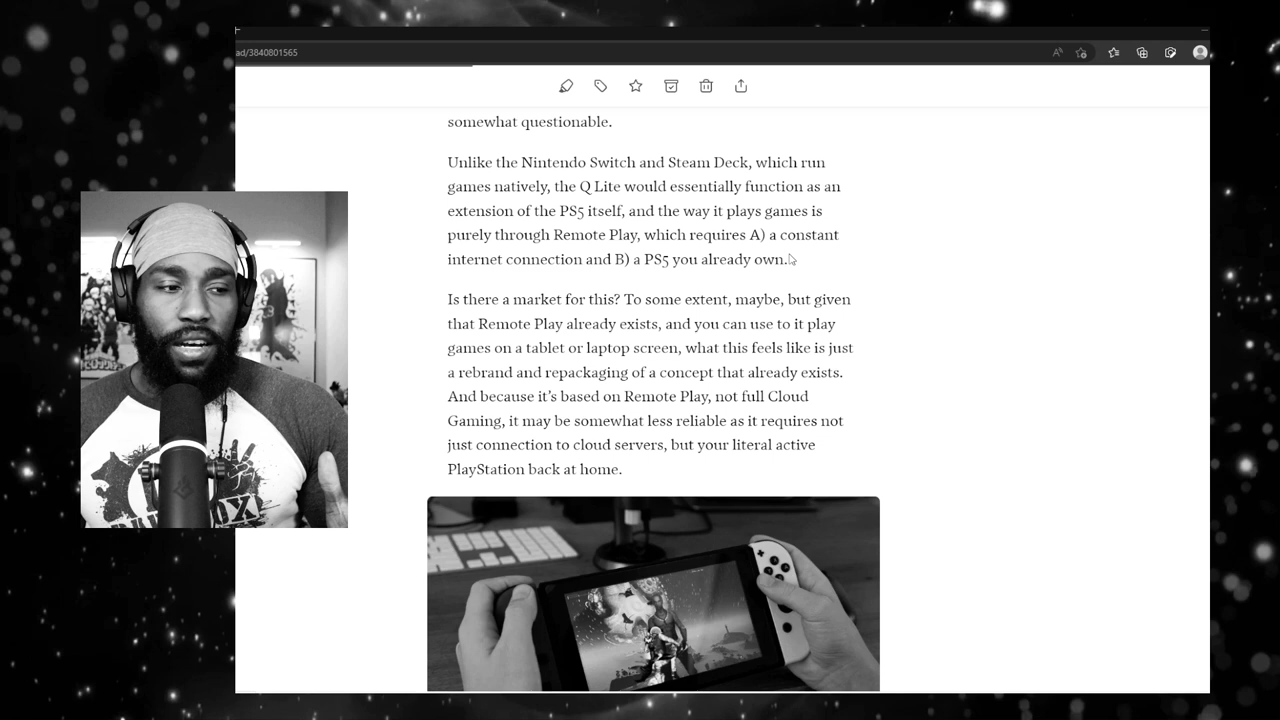 ad/3840801565
somewhat questionable.
Unlike the Nintendo Switch and Steam Deck, which run
games natively, the Q Lite would essentially function as an
extension of the PS5 itself, and the way it plays games is
purely through Remote Play, which requires A) a constant
internet connection and B) a PS5 you already own.
Is there a market for this? To some extent, maybe, but given
that Remote Play already exists, and you can use to it play
games on a tablet or laptop screen, what this feels like is just
a rebrand and repackaging of a concept that already exists.
And because it's based on Remote Play, not full Cloud
Gaming, it may be somewhat less reliable as it requires not
just connection to cloud servers, but your literal active
PlayStation back at home.